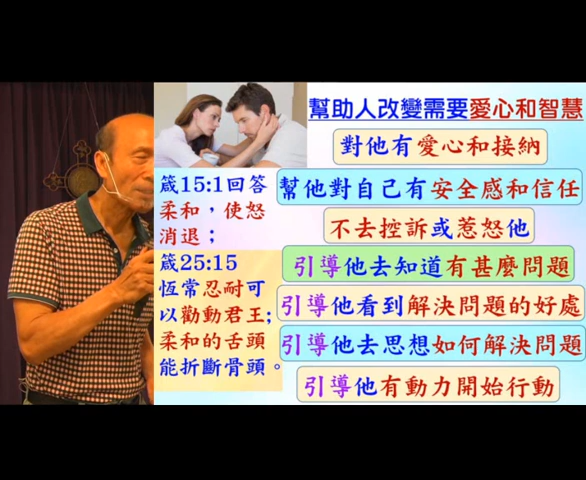 幫助人改變需要愛心和智慧
對他有愛心和接納
幫他對自己有安全感和信任
不去控訴或惹怒他
引導他去知道有甚麼問題
引導他看到解決問題的好處
引導他去思想如何解決問題
引導他有動力開始行動
箴15:1回答
柔和，使怒
消退；
箴25:15
恆常忍耐可
以勸動君王;
柔和的舌頭
能折斷骨頭。